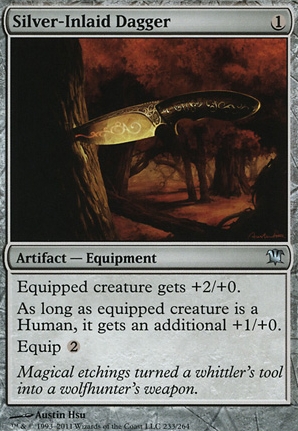 Silver-Inlaid Dagger 1
Artifact — Equipment
Equipped creature gets +2/+0.
As long as equipped creature is a
Human, it gets an additional +1/+0.
Equip 2
Magical etchings turned a whittler's tool
into a wolfhunter's weapon.
Austin Hsu
™ & © 1993–2011 Wizards of the Coast LLC 233/264